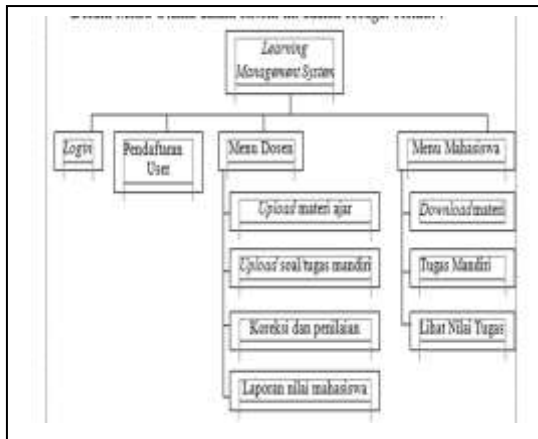 Learning
Management System
Login
Pendaftaran
User
Menu Dosen
Menu Mahasiswa
Upload materi ajar
Download materi
Upload soal/tugas mandiri
Tugas Mandiri
Koreksi dan penilaian
Lihat Nilai Tugas
Laporan nilai mahasiswa